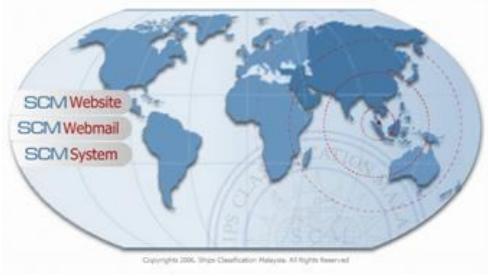 SCM Website
SCM Webmail
SCM System
Copyrights 2006. Ships Classification Malaysia. All Rights Reserved